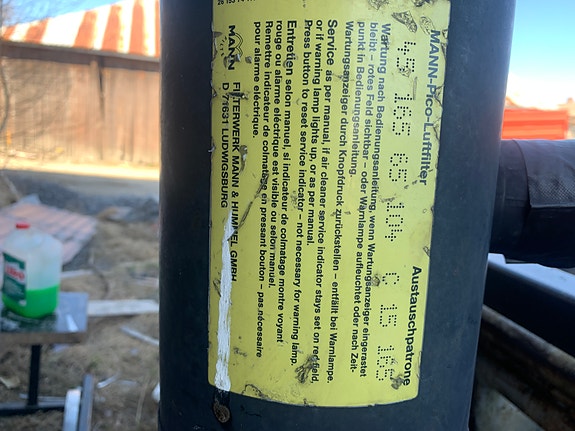 MANN-Pico-Luftfilter Austauschpatrone
45 165 65 104 C 15 165
Wartung nach Bedienungsanleitung, wenn Wartungsanzeiger eingerastet
bleibt – rotes Feld sichtbar – oder Warnlampe aufleuchtet oder nach Zeit-
punkt in Bedienungsanleitung.
Wartungsanzeiger durch Knopfdruck zurückstellen – entfällt bei Warnlampe.
Service as per manual, if air cleaner service indicator stays set on red field,
or if warning lamp lights up, or as per manual.
Press button to reset service indicator – not necessary for warning lamp.
Entretien selon manuel, si indicateur de colmatage montre voyant
rouge ou alarme eléctrique est visible ou selon manuel.
Remettre indicateur de colmatage en pressant bouton – pas nécessaire
pour alarme eléctrique.
MANN FILTERWERK MANN & HUMMEL GMBH
D 71631 LUDWIGSBURG